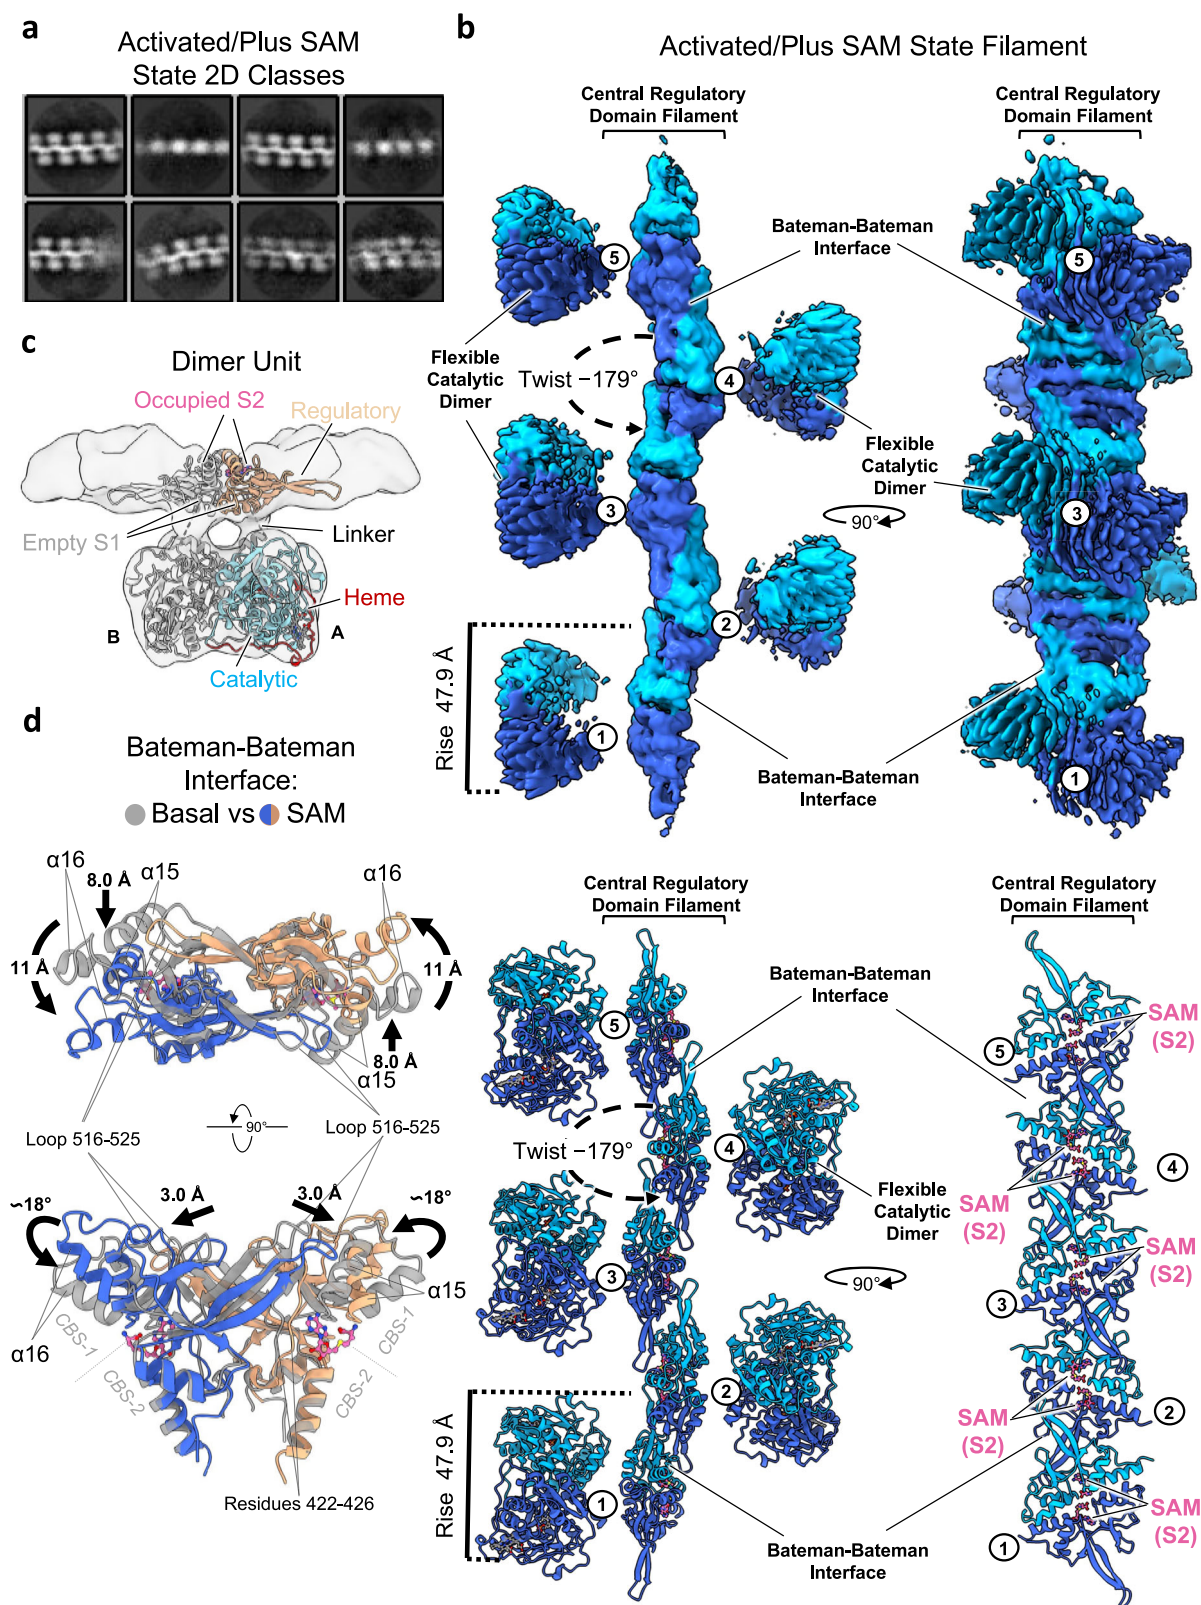 a
Activated/Plus SAM
State 2D Classes
b
Activated/Plus SAM State Filament
Central Regulatory
Domain Filament
Central Regulatory
Domain Filament
Bateman-Bateman
Interface
5
5
Flexible
Catalytic
Dimer
Twist −179°
4
Flexible
Catalytic
Dimer
3
90°
3
2
Rise 47.9 Å
1
Bateman-Bateman
Interface
1
c
Dimer Unit
Occupied S2
Regulatory
Empty S1
Linker
Heme
B
A
Catalytic
d
Bateman-Bateman
Interface:
Basal vs SAM
α16
8.0 Å
α15
α16
11 Å
11 Å
8.0 Å
α15
Loop 516-525
90°
Loop 516-525
~18°
3.0 Å
3.0 Å
~18°
α15
α16
CBS-1
CBS-2
CBS-2
CBS-1
Residues 422-426
Central Regulatory
Domain Filament
Central Regulatory
Domain Filament
Bateman-Bateman
Interface
5
SAM
(S2)
5
Twist −179°
4
4
Flexible
Catalytic
Dimer
SAM
(S2)
SAM
(S2)
3
90°
3
2
SAM
(S2)
2
Rise 47.9 Å
1
SAM
(S2)
Bateman-Bateman
Interface
1